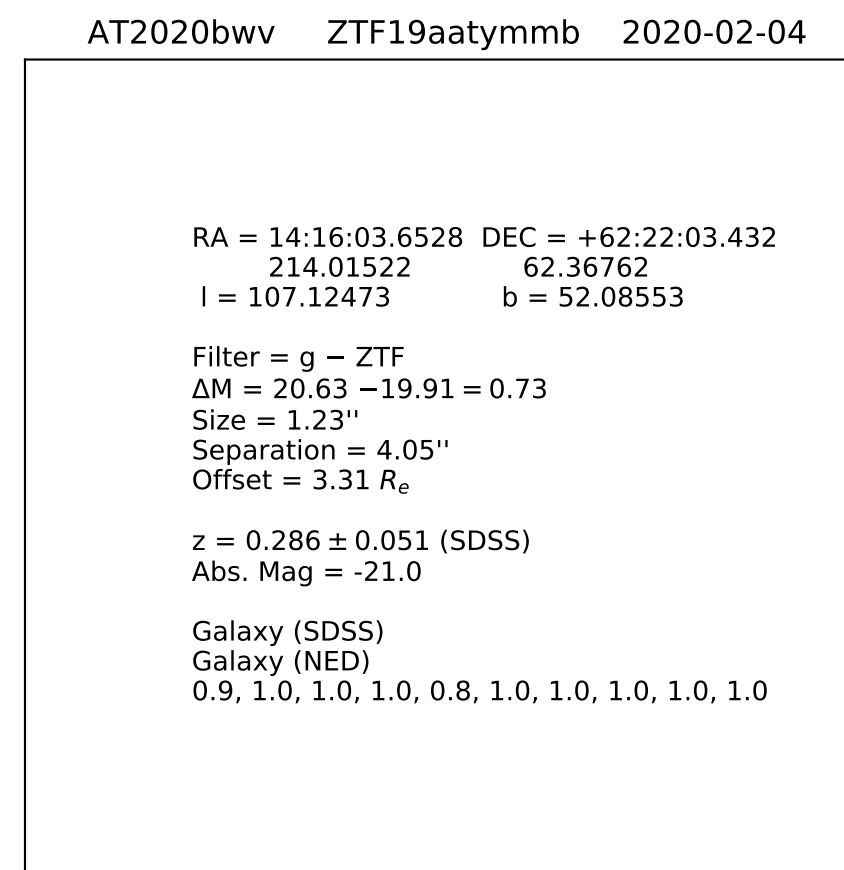 AT2020bwv ZTF19aatymmb 2020-02-04
RA = 14:16:03.6528 DEC = +62:22:03.432
214.01522 62.36762
l = 107.12473 b = 52.08553
Filter = g − ZTF
ΔM = 20.63 −19.91 = 0.73
Size = 1.23''
Separation = 4.05''
Offset = 3.31 Re
z = 0.286 ± 0.051 (SDSS)
Abs. Mag = -21.0
Galaxy (SDSS)
Galaxy (NED)
0.9, 1.0, 1.0, 1.0, 0.8, 1.0, 1.0, 1.0, 1.0, 1.0